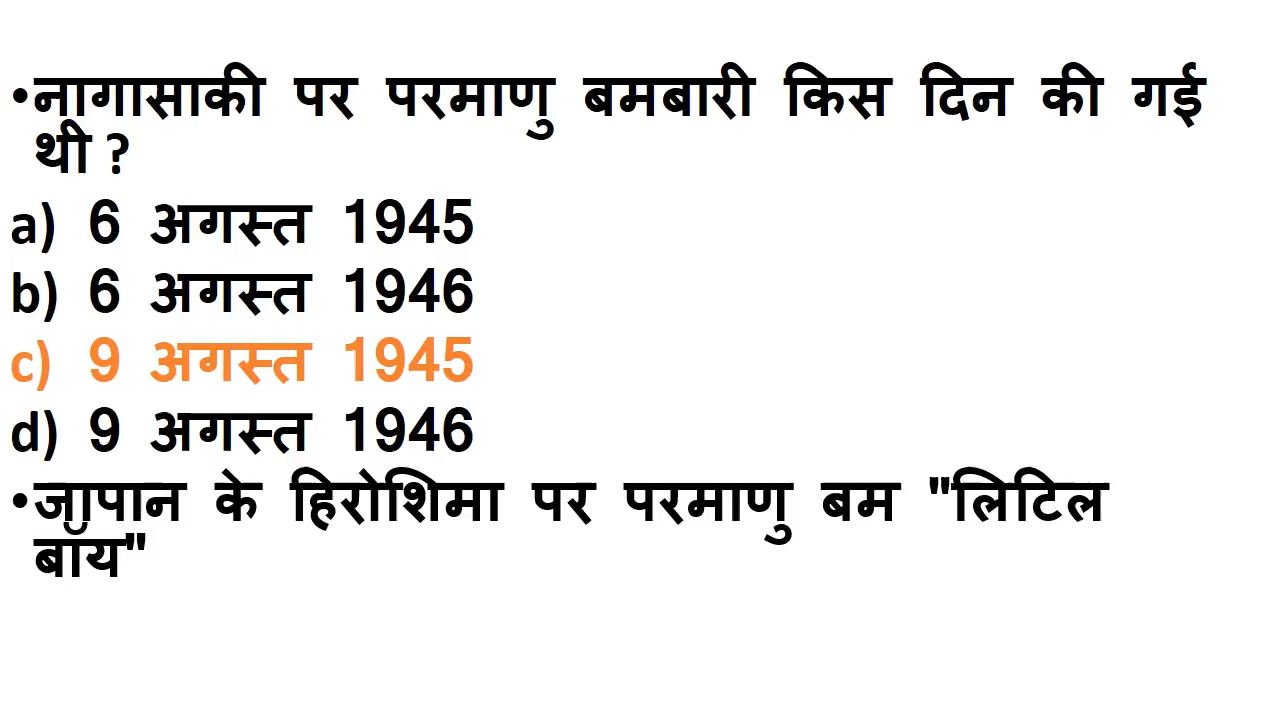 •नागासाकी पर परमाणु बमबारी किस दिन की गई
थी ?
a) 6 अगस्त 1945
b) 6 अगस्त 1946
c) 9 अगस्त 1945
d) 9 अगस्त 1946
•जापान के हिरोशिमा पर परमाणु बम "लिटिल
बॉय"